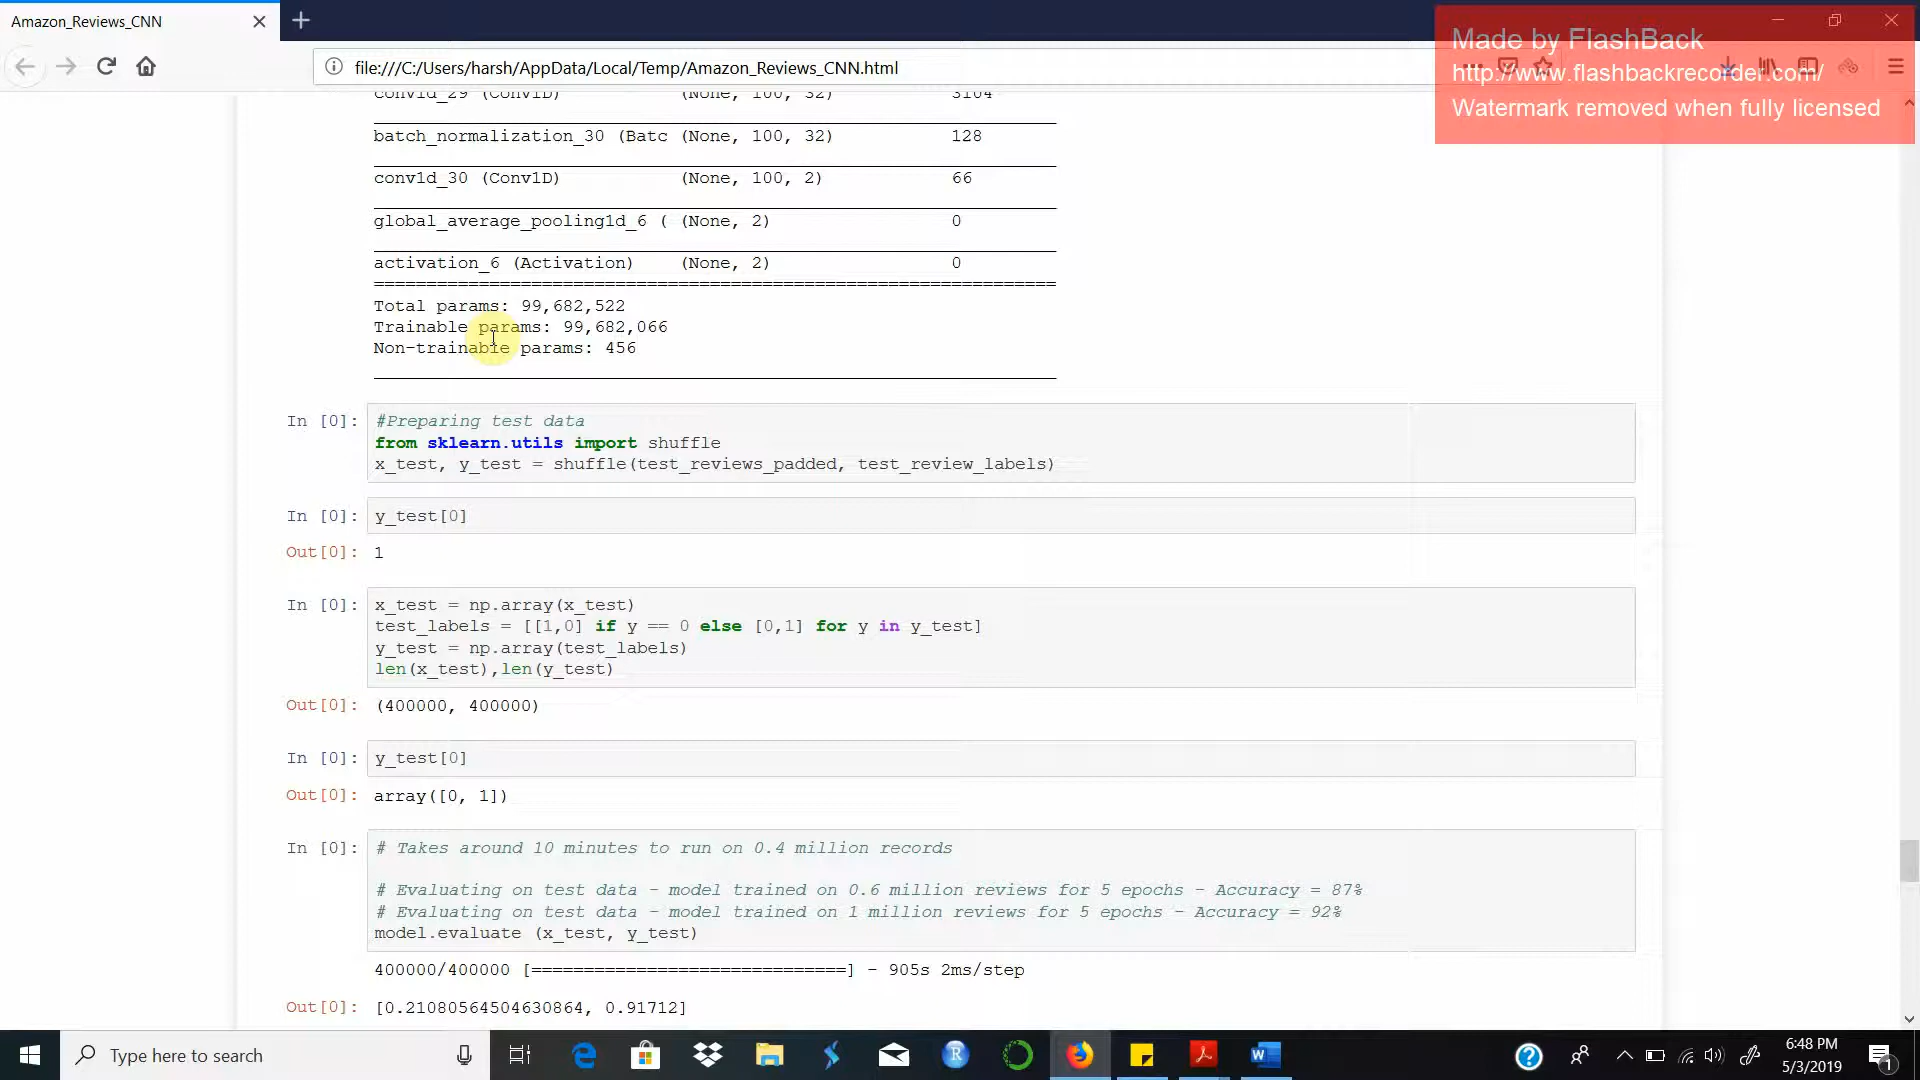 Amazon_Reviews_CNN
Made by FlashBack
http://www.flashbackrecorder.com/
Watermark removed when fully licensed
file:///C:/Users/harsh/AppData/Local/Temp/Amazon_Reviews_CNN.html
conv1d_29 (Conv1D) (None, 100, 32) 3104
batch_normalization_30 (Batc (None, 100, 32) 128
conv1d_30 (Conv1D) (None, 100, 2) 66
global_average_pooling1d_6 ( (None, 2) 0
activation_6 (Activation) (None, 2) 0
=================================================================
Total params: 99,682,522
Trainable params: 99,682,066
Non-trainable params: 456
In [0]: #Preparing test data
from sklearn.utils import shuffle
x_test, y_test = shuffle(test_reviews_padded, test_review_labels)
In [0]: y_test[0]
Out[0]: 1
In [0]: x_test = np.array(x_test)
test_labels = [[1,0] if y == 0 else [0,1] for y in y_test]
y_test = np.array(test_labels)
len(x_test),len(y_test)
Out[0]: (400000, 400000)
In [0]: y_test[0]
Out[0]: array([0, 1])
In [0]: # Takes around 10 minutes to run on 0.4 million records
# Evaluating on test data - model trained on 0.6 million reviews for 5 epochs - Accuracy = 87%
# Evaluating on test data - model trained on 1 million reviews for 5 epochs - Accuracy = 92%
model.evaluate (x_test, y_test)
400000/400000 [==============================] - 905s 2ms/step
Out[0]: [0.21080564504630864, 0.91712]
Type here to search
6:48 PM
5/3/2019
1